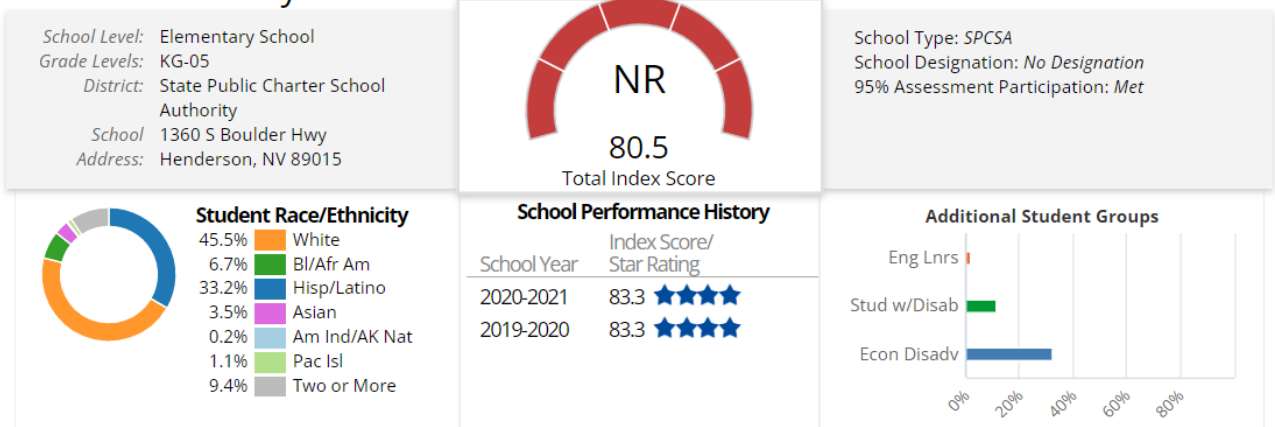 School Level: Elementary School
Grade Levels: KG-05
District: State Public Charter School
Authority
School 1360 S Boulder Hwy
Address: Henderson, NV 89015
NR
80.5
Total Index Score
School Type: SPCSA
School Designation: No Designation
95% Assessment Participation: Met
Student Race/Ethnicity
45.5% White
6.7% Bl/Afr Am
33.2% Hisp/Latino
3.5% Asian
0.2% Am Ind/AK Nat
1.1% Pac Isl
9.4% Two or More
School Performance History
Index Score/
School Year Star Rating
2020-2021 83.3
2019-2020 83.3
Additional Student Groups
Eng Lnrs
Stud w/Disab
Econ Disadv
0% 20% 40% 60% 80%